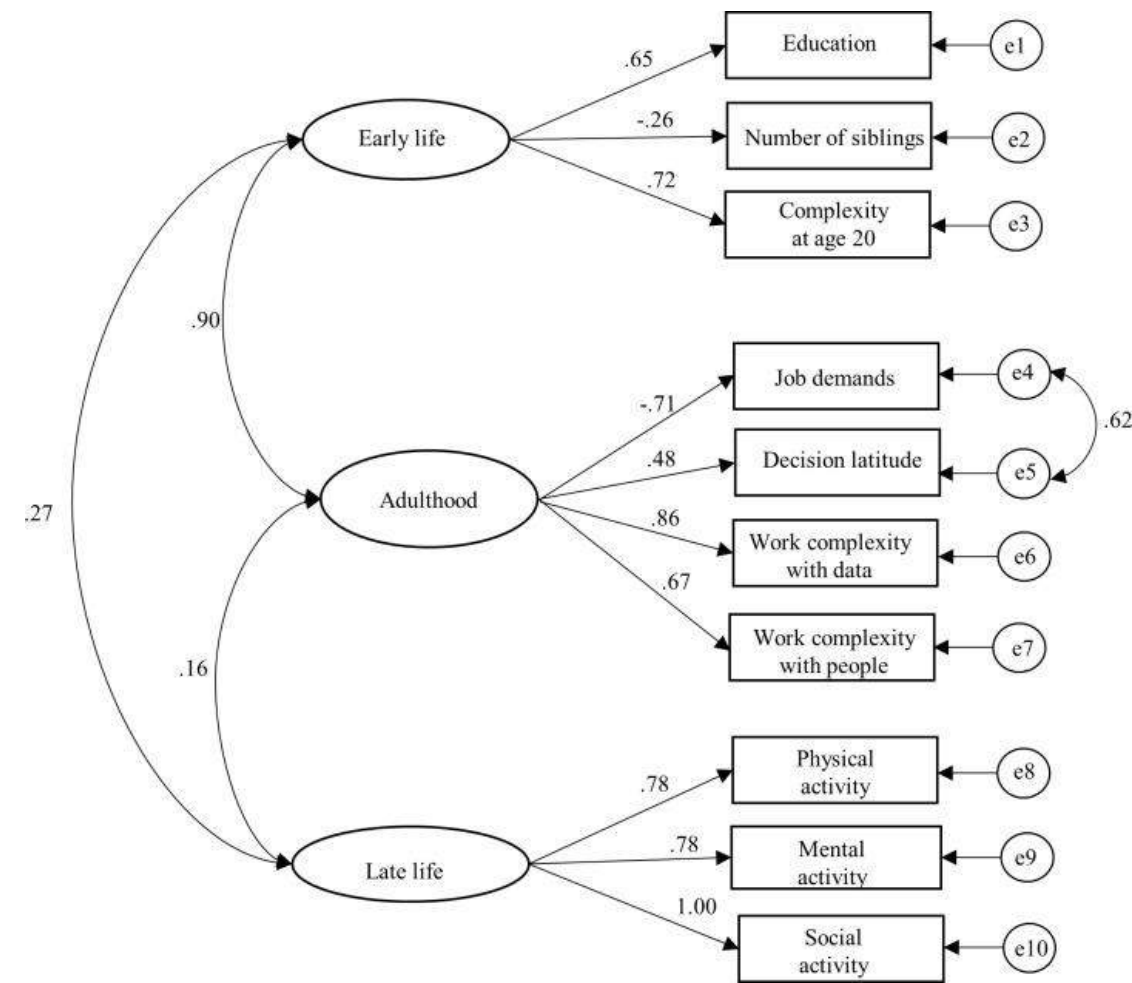 Education
e1
.65
Early life
-.26
Number of siblings
e2
.72
Complexity
at age 20
e3
.90
Job demands
e4
-.71
.62
.48
Decision latitude
e5
Adulthood
.27
.86
Work complexity
with data
e6
.67
Work complexity
with people
e7
.16
Physical
activity
e8
.78
.78
Mental
activity
e9
Late life
1.00
Social
activity
e10